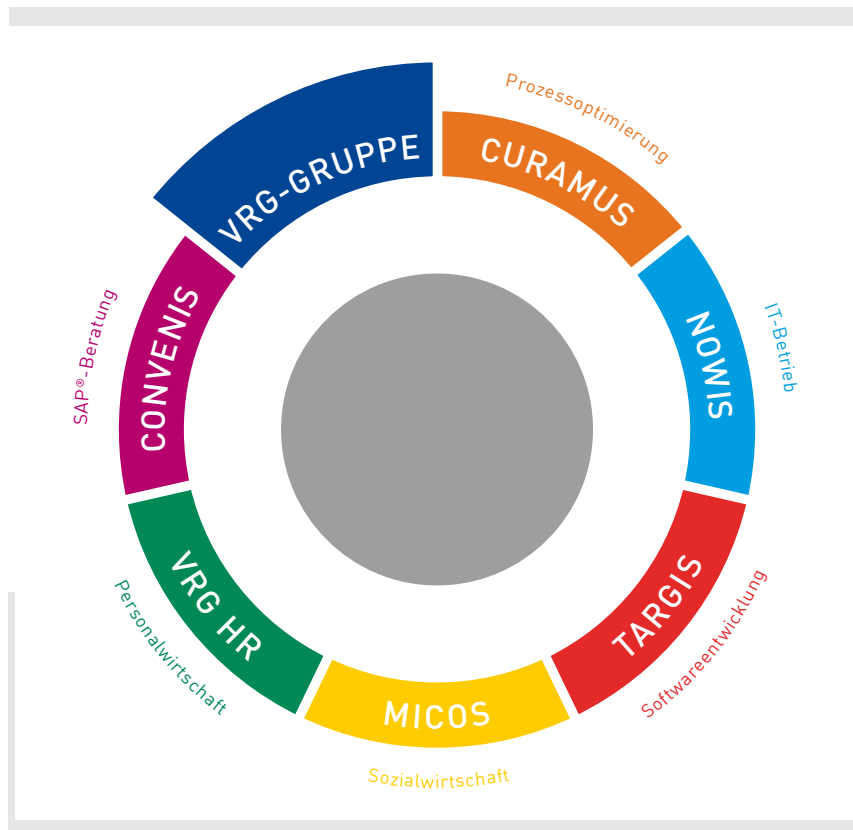 VRG-GRUPPE
Prozessoptimierung
CURAMUS
IT-Betrieb
NOWIS
Softwareentwicklung
TARGIS
Sozialwirtschaft
MICOS
Personalwirtschaft
VRG HR
SAP®-Beratung
CONVENIS